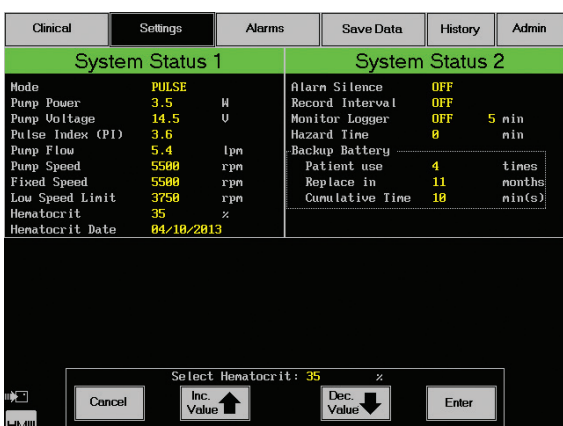 Clinical Settings Alarms Save Data History Admin
System Status 1
Mode PULSE
Pump Power 3.5 W
Pump Voltage 14.5 V
Pulse Index (PI) 3.6
Pump Flow 5.4 lpm
Pump Speed 5500 rpm
Fixed Speed 5500 rpm
Low Speed Limit 3750 rpm
Hematocrit 35 %
Hematocrit Date 04/10/2013
System Status 2
Alarm Silence OFF
Record Interval OFF
Monitor Logger OFF 5 min
Hazard Time 0 min
Backup Battery
Patient use 4 times
Replace in 11 months
Cumulative Time 10 min(s)
Select Hematocrit: 35 %
Cancel
Inc.
Value
Dec.
Value
Enter